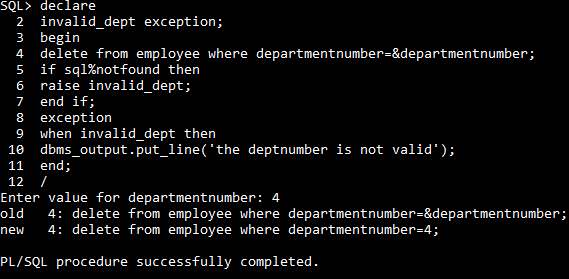 SQL> declare
2 invalid_dept exception;
3 begin
4 delete from employee where departmentnumber=&departmentnumber;
5 if sql%notfound then
6 raise invalid_dept;
7 end if;
8 exception
9 when invalid_dept then
10 dbms_output.put_line('the deptnumber is not valid');
11 end;
12 /
Enter value for departmentnumber: 4
old 4: delete from employee where departmentnumber=&departmentnumber;
new 4: delete from employee where departmentnumber=4;
PL/SQL procedure successfully completed.